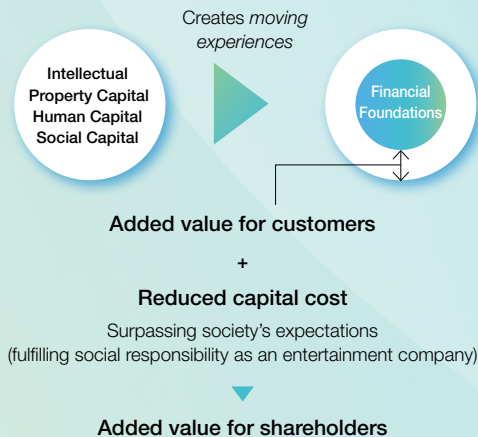 Creates moving
experiences
Intellectual
Property Capital
Human Capital
Social Capital
Financial
Foundations
Added value for customers
+
Reduced capital cost
Surpassing society's expectations
(fulfilling social responsibility as an entertainment company)
Added value for shareholders